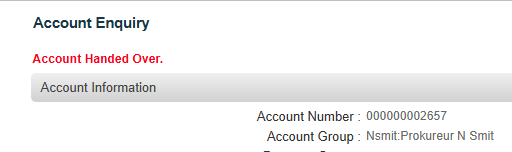 Account Enquiry
Account Handed Over.
Account Information
Account Number : 000000002657
Account Group : Nsmit:Prokureur N Smit